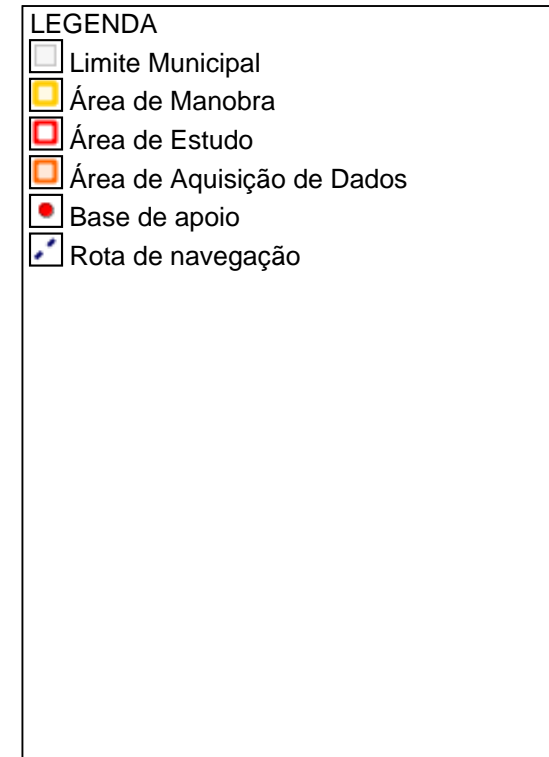 LEGENDA
Limite Municipal
Área de Manobra
Área de Estudo
Área de Aquisição de Dados
Base de apoio
Rota de navegação